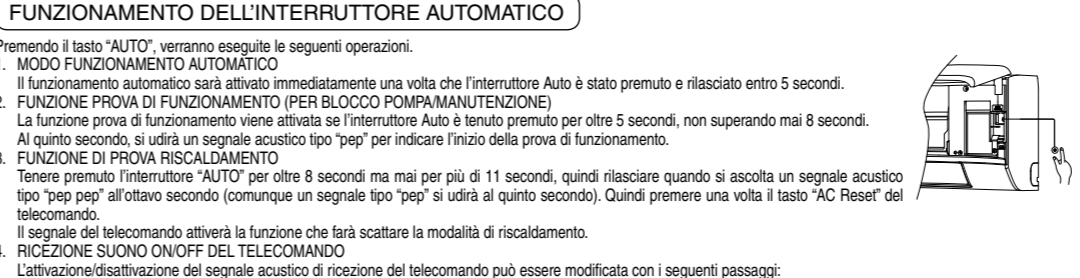 FUNZIONAMENTO DELL'INTERRUTTORE AUTOMATICO
Premendo il tasto “AUTO”, verranno eseguite le seguenti operazioni.
1. MODO FUNZIONAMENTO AUTOMATICO
Il funzionamento automatico sarà attivato immediatamente una volta che l'interruttore Auto è stato premuto e rilasciato entro 5 secondi.
2. FUNZIONE PROVA DI FUNZIONAMENTO (PER BLOCCO POMPA/MANUTENZIONE)
La funzione prova di funzionamento viene attivata se l'interruttore Auto è tenuto premuto per oltre 5 secondi, non superando mai 8 secondi.
Al quinto secondo, si udirà un segnale acustico tipo “pep” per indicare l'inizio della prova di funzionamento.
3. FUNZIONE DI PROVA RISCALDAMENTO
Tenere premuto l'interruttore “AUTO” per oltre 8 secondi ma mai per più di 11 secondi, quindi rilasciare quando si ascolta un segnale acustico
tipo “pep pep” all'ottavo secondo (comunque un segnale tipo “pep” si udirà al quinto secondo). Quindi premere una volta il tasto “AC Reset” del
telecomando.
Il segnale del telecomando attiverà la funzione che farà scattare la modalità di riscaldamento.
4. RICEZIONE SUONO ON/OFF DEL TELECOMANDO
L'attivazione/disattivazione del segnale acustico di ricezione del telecomando può essere modificata con i seguenti passaggi: